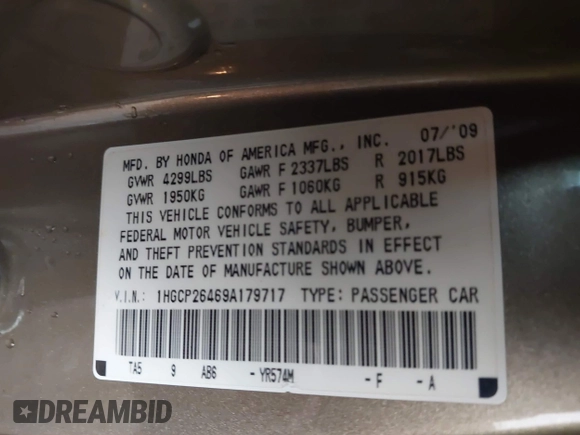 MFD. BY HONDA OF AMERICA MFG., INC. 07/'09
GVWR 4299LBS GAWR F 2337LBS R 2017LBS
GVWR 1950KG GAWR F 1060KG R 915KG
THIS VEHICLE CONFORMS TO ALL APPLICABLE
FEDERAL MOTOR VEHICLE SAFETY, BUMPER,
AND THEFT PREVENTION STANDARDS IN EFFECT
ON THE DATE OF MANUFACTURE SHOWN ABOVE.
V.I.N.: 1HGCP26469A179717 TYPE: PASSENGER CAR
TA5 9 AB6 - YR574M - F - A
DREAMBID